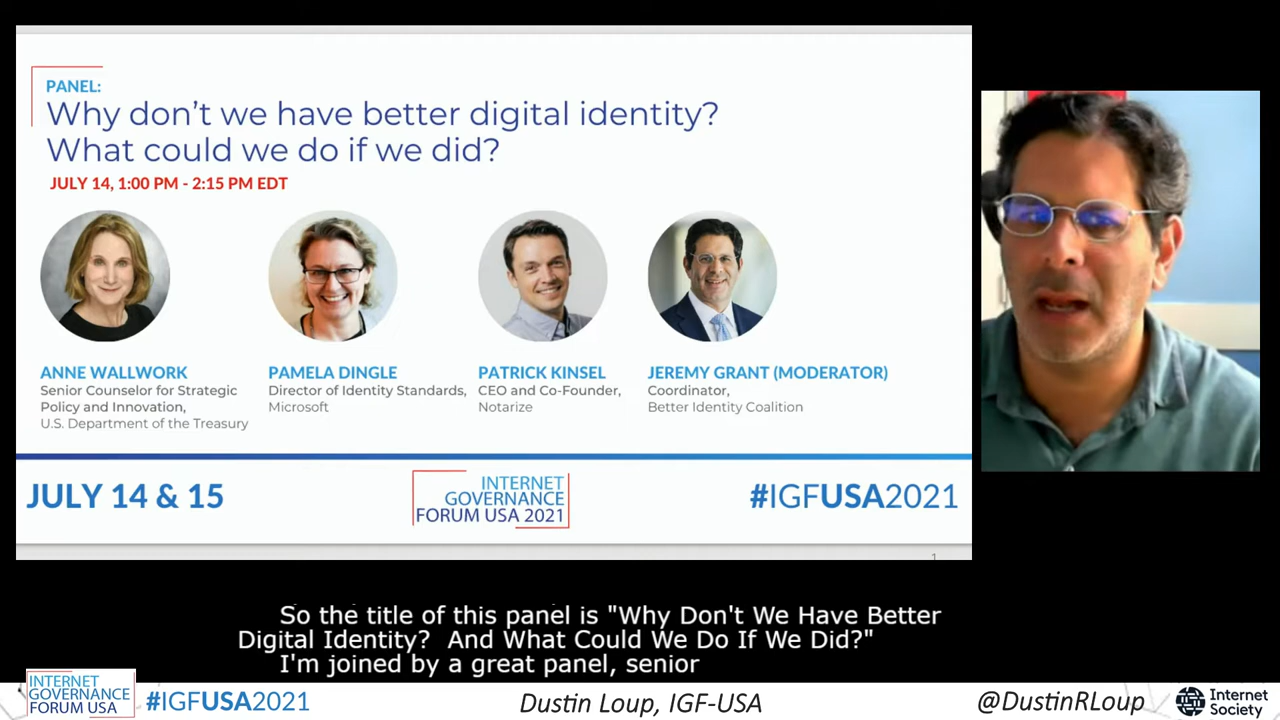 PANEL:
Why don't we have better digital identity?
What could we do if we did?
JULY 14, 1:00 PM - 2:15 PM EDT
ANNE WALLWORK
Senior Counselor for Strategic
Policy and Innovation,
U.S. Department of the Treasury
PAMELA DINGLE
Director of Identity Standards,
Microsoft
PATRICK KINSEL
CEO and Co-Founder,
Notarize
JEREMY GRANT (MODERATOR)
Coordinator,
Better Identity Coalition
JULY 14 & 15
INTERNET
GOVERNANCE
FORUM USA 2021
#IGFUSA2021
1
So the title of this panel is "Why Don't We Have Better
Digital Identity?  And What Could We Do If We Did?"
I'm joined by a great panel, senior
INTERNET
GOVERNANCE
FORUM USA
#IGFUSA2021
Dustin Loup, IGF-USA
@DustinRLoup
Internet
Society